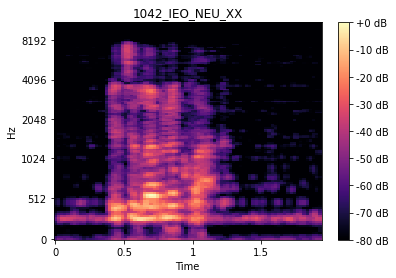 1042_IEO_NEU_XX
Hz
8192
4096
2048
1024
512
0
0
0.5
1
1.5
Time
+0 dB
-10 dB
-20 dB
-30 dB
-40 dB
-50 dB
-60 dB
-70 dB
-80 dB